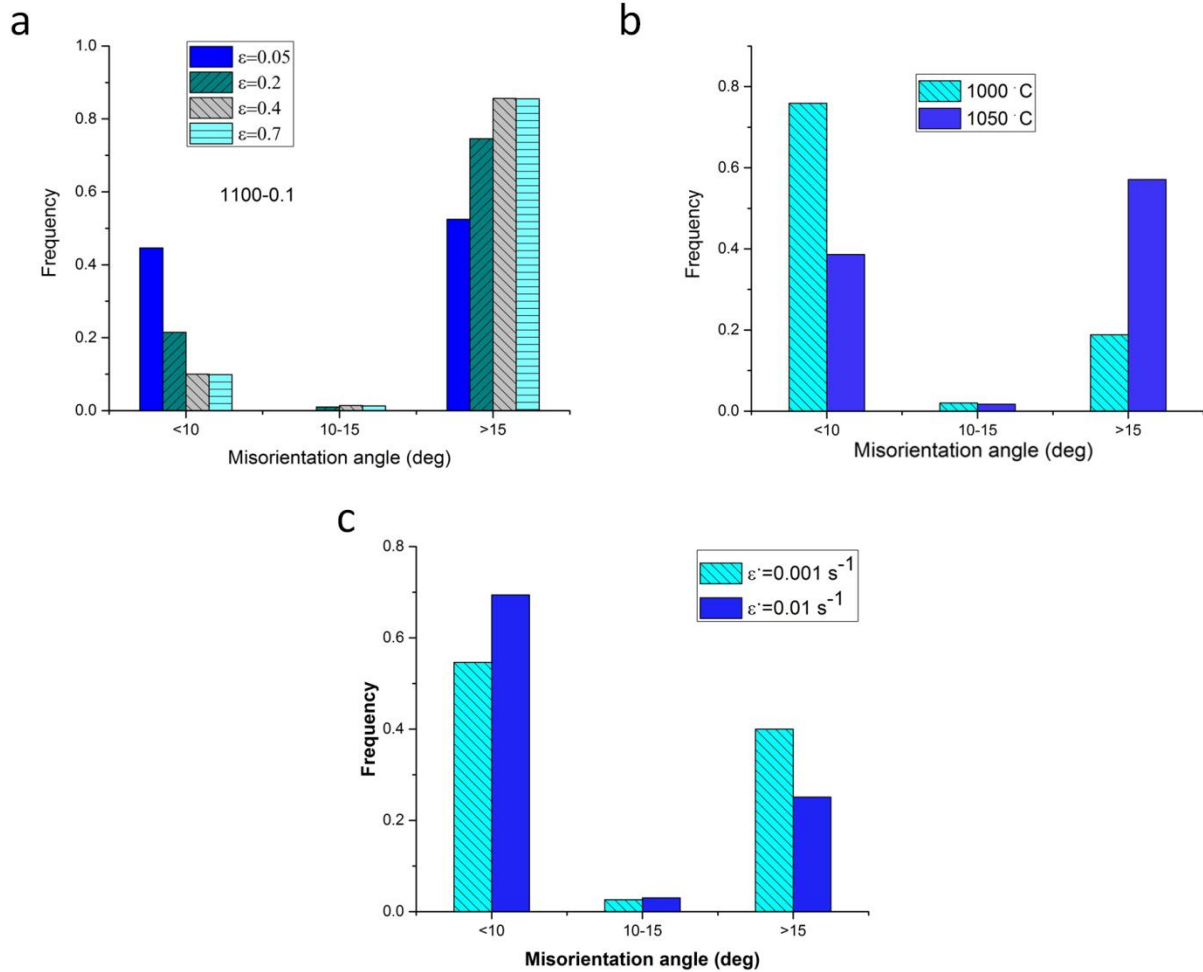 a
ε=0.05
ε=0.2
ε=0.4
ε=0.7
1100-0.1
1.0
0.8
0.6
0.4
0.2
0.0
Frequency
<10
10-15
>15
Misorientation angle (deg)
b
1000 ˙C
1050 ˙C
0.8
0.6
0.4
0.2
0.0
Frequency
<10
10-15
>15
Misorientation angle (deg)
c
ε˙=0.001 s⁻¹
ε˙=0.01 s⁻¹
0.8
0.6
0.4
0.2
0.0
Frequency
<10
10-15
>15
Misorientation angle (deg)